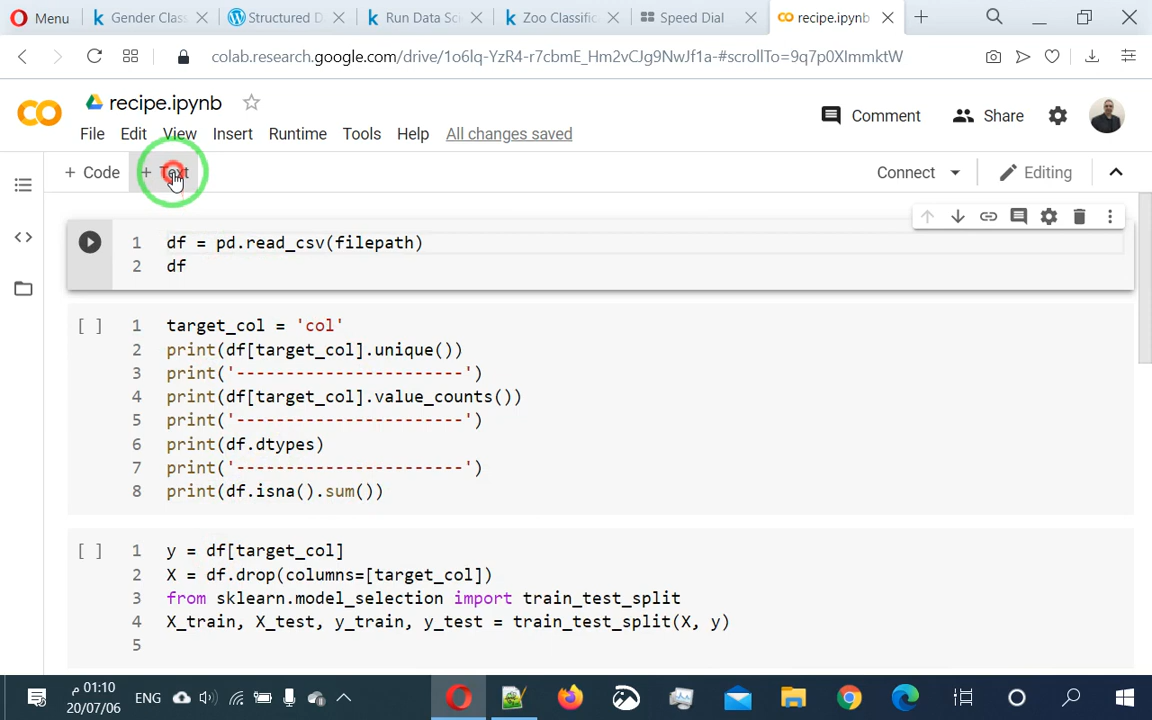 Menu
Gender Clas
Structured D
Run Data Sci
Zoo Classific
Speed Dial
recipe.ipynb
colab.research.google.com/drive/1o6lq-YzR4-r7cbmE_Hm2vCJg9NwJf1a-#scrollTo=9q7p0XImmktW
recipe.ipynb
Comment
Share
File Edit View Insert Runtime Tools Help All changes saved
+ Code + Text
Connect
Editing
1 df = pd.read_csv(filepath)
2 df
[ ] 1 target_col = 'col'
2 print(df[target_col].unique())
3 print('-----------------------')
4 print(df[target_col].value_counts())
5 print('-----------------------')
6 print(df.dtypes)
7 print('-----------------------')
8 print(df.isna().sum())
[ ] 1 y = df[target_col]
2 X = df.drop(columns=[target_col])
3 from sklearn.model_selection import train_test_split
4 X_train, X_test, y_train, y_test = train_test_split(X, y)
5
01:10 م
20/07/06
ENG